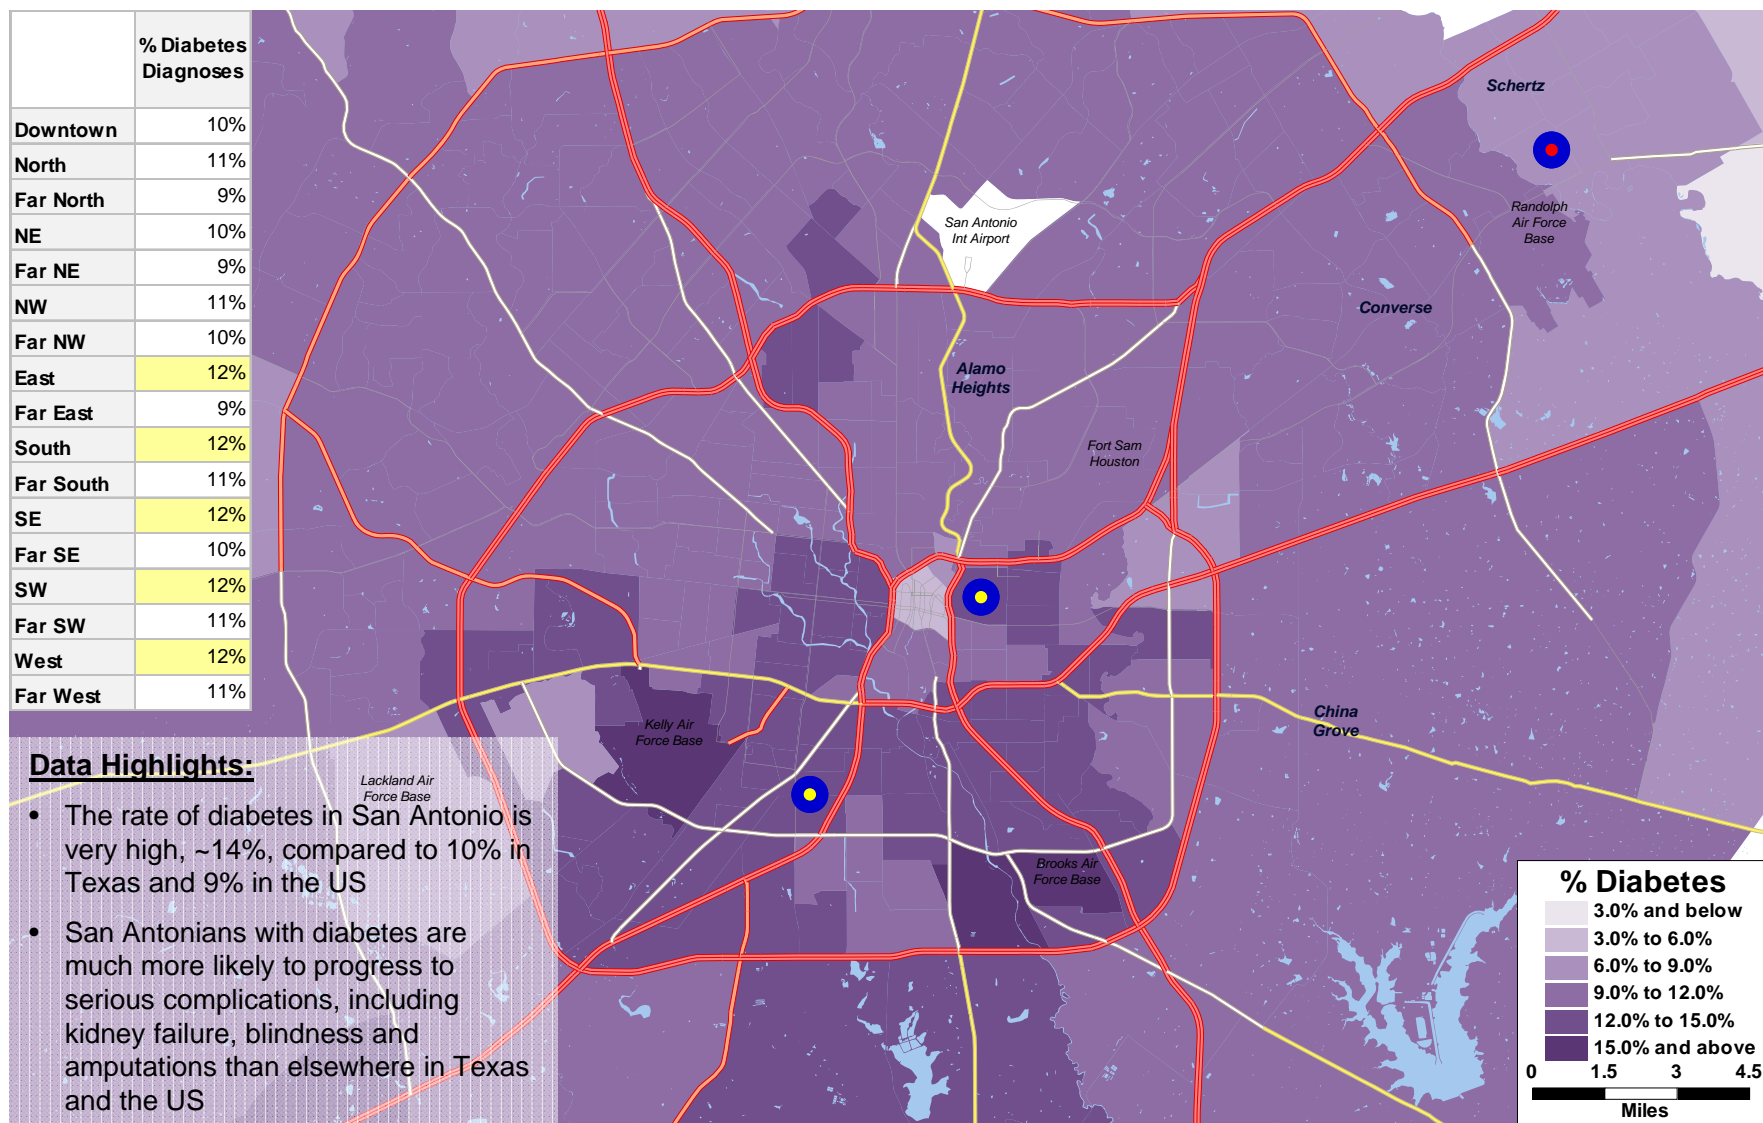 % Diabetes
Diagnoses
Downtown 10%
North 11%
Far North 9%
NE 10%
Far NE 9%
NW 11%
Far NW 10%
East 12%
Far East 9%
South 12%
Far South 11%
SE 12%
Far SE 10%
SW 12%
Far SW 11%
West 12%
Far West 11%
Schertz
Randolph
Air Force
Base
San Antonio
Int Airport
Converse
Alamo
Heights
Fort Sam
Houston
China
Grove
Kelly Air
Force Base
Lackland Air
Force Base
Brooks Air
Force Base
Data Highlights:
• The rate of diabetes in San Antonio is
very high, ~14%, compared to 10% in
Texas and 9% in the US
• San Antonians with diabetes are
much more likely to progress to
serious complications, including
kidney failure, blindness and
amputations than elsewhere in Texas
and the US
% Diabetes
3.0% and below
3.0% to 6.0%
6.0% to 9.0%
9.0% to 12.0%
12.0% to 15.0%
15.0% and above
0 1.5 3 4.5
Miles